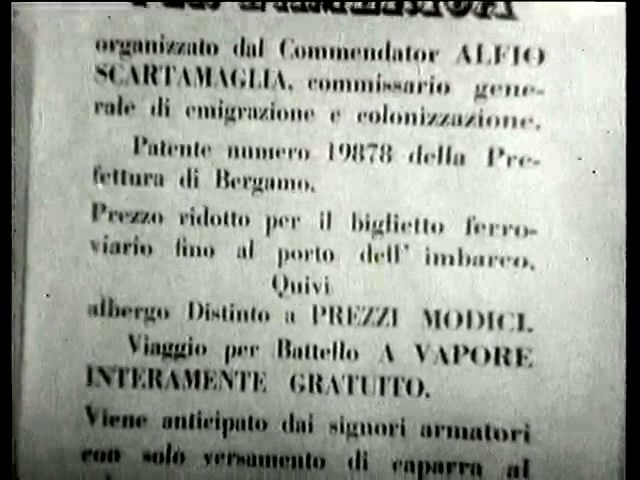 PER L'AMERICA
organizzato dal Commendator ALFIO
SCARTAMAGLIA, commissario gene-
rale di emigrazione e colonizzazione.
Patente numero 19878 della Pre-
fettura di Bergamo.
Prezzo ridotto per il biglietto ferro-
viario fino al porto dell' imbarco.
Quivi
albergo Distinto a PREZZI MODICI.
Viaggio per Battello A VAPORE
INTERAMENTE GRATUITO.
Viene anticipato dai signori armatori
con solo versamento di caparra al